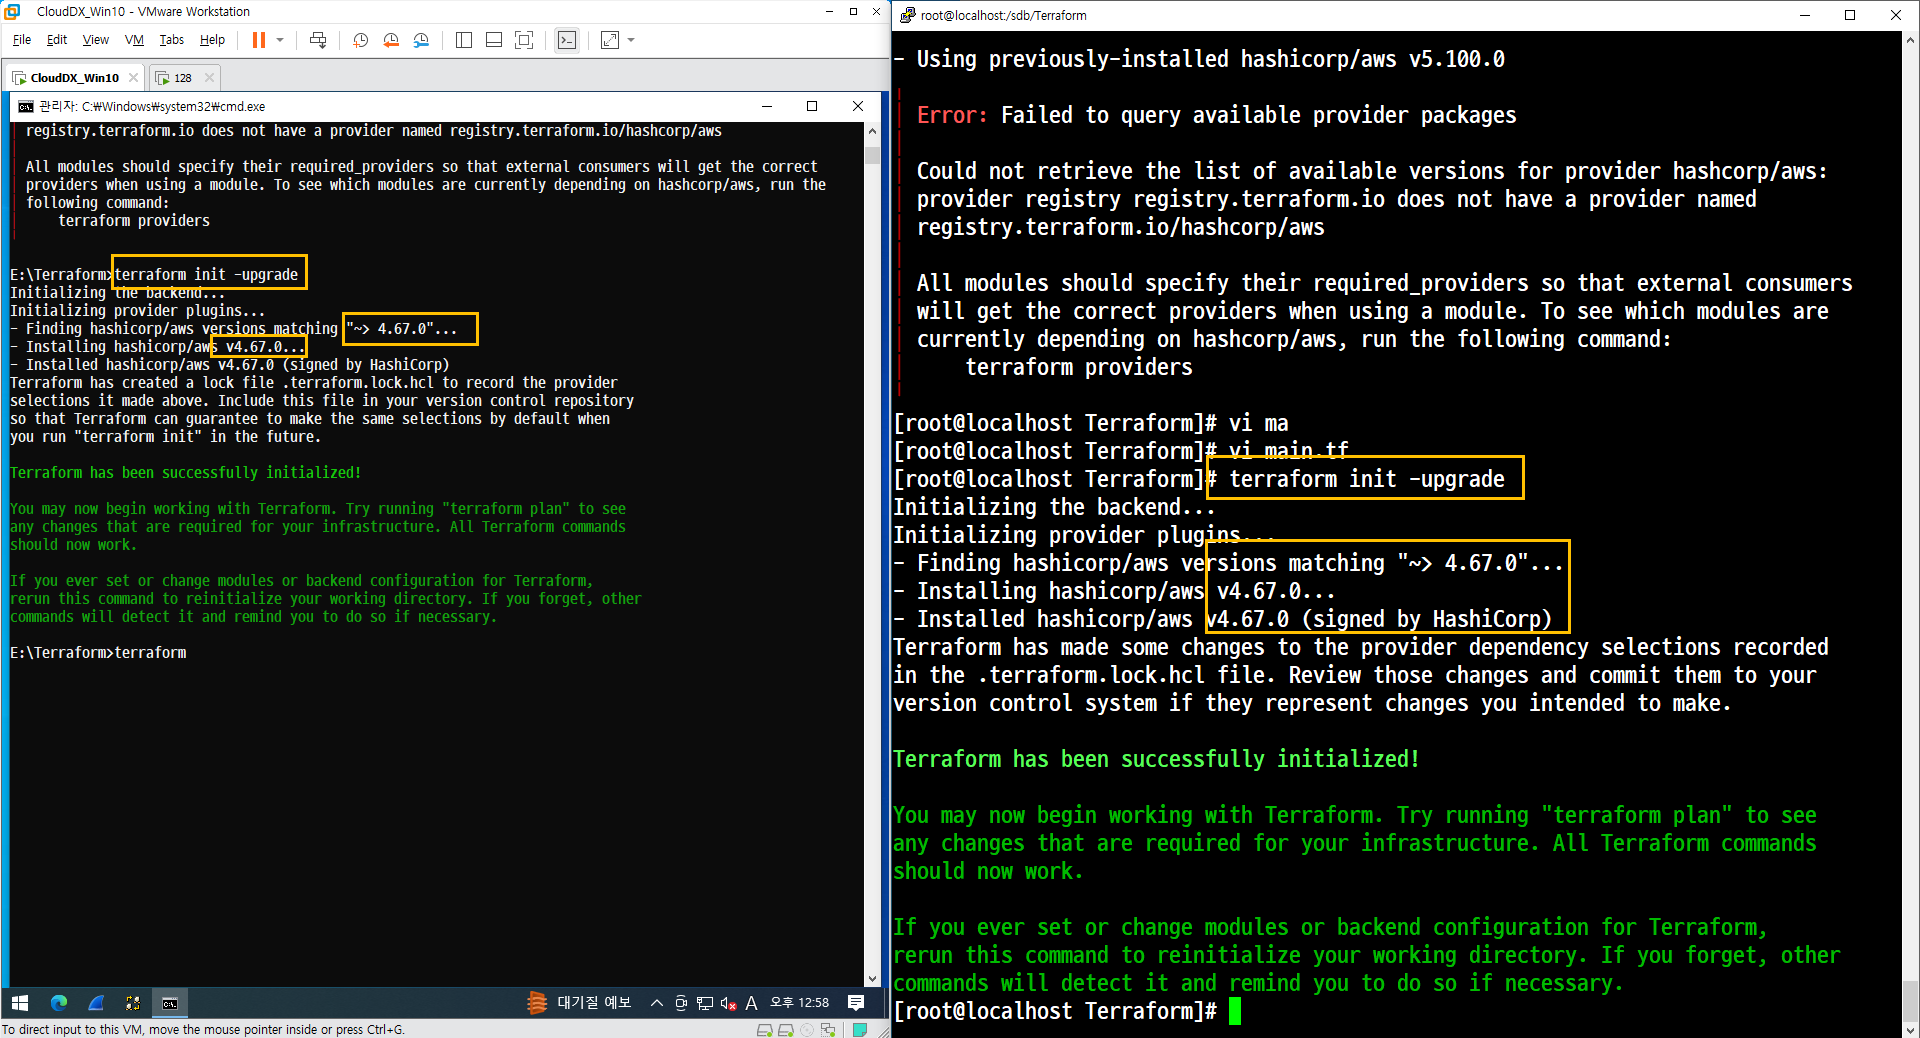 CloudDX_Win10 - VMware Workstation
File Edit View VM Tabs Help
CloudDX_Win10
128
관리자: C:₩Windows₩system32₩cmd.exe
registry.terraform.io does not have a provider named registry.terraform.io/hashcorp/aws
All modules should specify their required_providers so that external consumers will get the correct
providers when using a module. To see which modules are currently depending on hashcorp/aws, run the
following command:
terraform providers
E:\Terraform>terraform init -upgrade
Initializing the backend...
Initializing provider plugins...
- Finding hashicorp/aws versions matching "~> 4.67.0"...
- Installing hashicorp/aws v4.67.0...
- Installed hashicorp/aws v4.67.0 (signed by HashiCorp)
Terraform has created a lock file .terraform.lock.hcl to record the provider
selections it made above. Include this file in your version control repository
so that Terraform can guarantee to make the same selections by default when
you run "terraform init" in the future.
Terraform has been successfully initialized!
You may now begin working with Terraform. Try running "terraform plan" to see
any changes that are required for your infrastructure. All Terraform commands
should now work.
If you ever set or change modules or backend configuration for Terraform,
rerun this command to reinitialize your working directory. If you forget, other
commands will detect it and remind you to do so if necessary.
E:\Terraform>terraform
대기질 예보
A
오후 12:58
To direct input to this VM, move the mouse pointer inside or press Ctrl+G.
root@localhost:/sdb/Terraform
- Using previously-installed hashicorp/aws v5.100.0
Error: Failed to query available provider packages
Could not retrieve the list of available versions for provider hashcorp/aws:
provider registry registry.terraform.io does not have a provider named
registry.terraform.io/hashcorp/aws
All modules should specify their required_providers so that external consumers
will get the correct providers when using a module. To see which modules are
currently depending on hashcorp/aws, run the following command:
terraform providers
[root@localhost Terraform]# vi ma
[root@localhost Terraform]# vi main.tf
[root@localhost Terraform]# terraform init -upgrade
Initializing the backend...
Initializing provider plugins...
- Finding hashicorp/aws versions matching "~> 4.67.0"...
- Installing hashicorp/aws v4.67.0...
- Installed hashicorp/aws v4.67.0 (signed by HashiCorp)
Terraform has made some changes to the provider dependency selections recorded
in the .terraform.lock.hcl file. Review those changes and commit them to your
version control system if they represent changes you intended to make.
Terraform has been successfully initialized!
You may now begin working with Terraform. Try running "terraform plan" to see
any changes that are required for your infrastructure. All Terraform commands
should now work.
If you ever set or change modules or backend configuration for Terraform,
rerun this command to reinitialize your working directory. If you forget, other
commands will detect it and remind you to do so if necessary.
[root@localhost Terraform]#